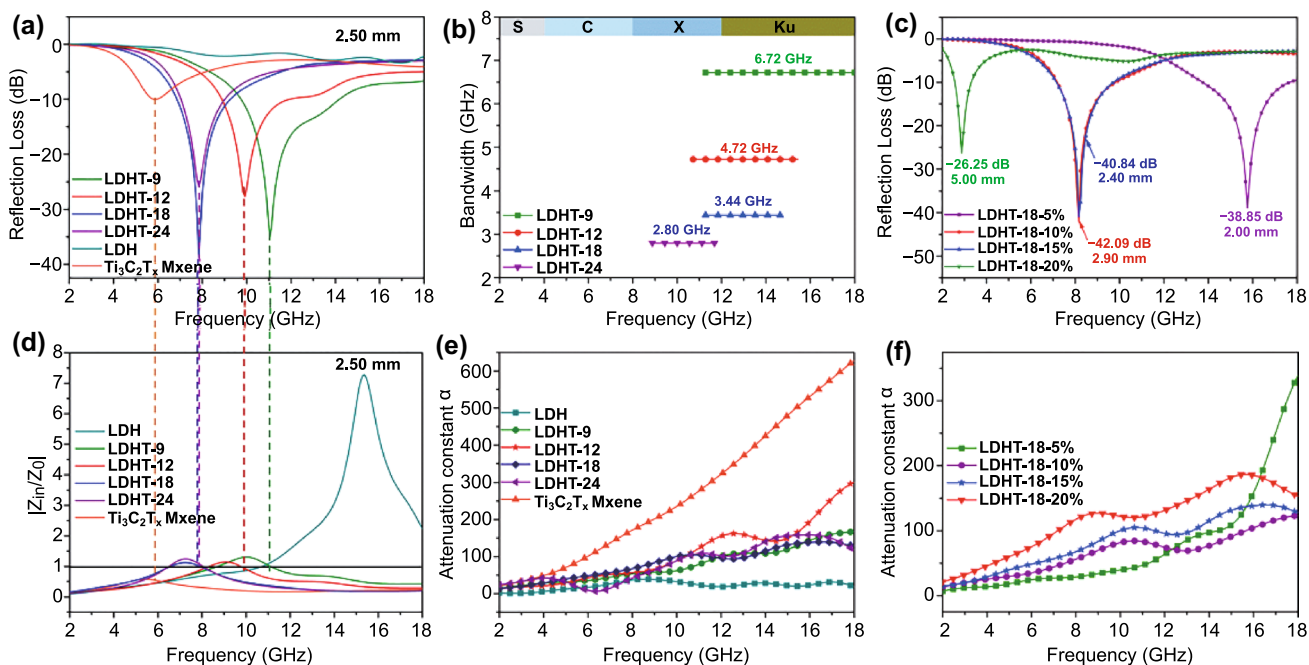 (a)
2.50 mm
Reflection Loss (dB)
0
−10
−20
−30
−40
LDHT-9
LDHT-12
LDHT-18
LDHT-24
LDH
Ti₃C₂Tₓ Mxene
2 4 6 8 10 12 14 16 18
Frequency (GHz)
(b)
S C X Ku
Bandwidth (GHz)
8
7
6
5
4
3
2
6.72 GHz
4.72 GHz
3.44 GHz
2.80 GHz
LDHT-9
LDHT-12
LDHT-18
LDHT-24
2 4 6 8 10 12 14 16 18
Frequency (GHz)
(c)
Reflection Loss (dB)
0
−10
−20
−30
−40
−50
−26.25 dB
5.00 mm
−40.84 dB
2.40 mm
−38.85 dB
2.00 mm
−42.09 dB
2.90 mm
LDHT-18-5%
LDHT-18-10%
LDHT-18-15%
LDHT-18-20%
2 4 6 8 10 12 14 16 18
Frequency (GHz)
(d)
2.50 mm
|Zin/Z0|
8
7
6
5
4
3
2
1
0
LDH
LDHT-9
LDHT-12
LDHT-18
LDHT-24
Ti₃C₂Tₓ Mxene
2 4 6 8 10 12 14 16 18
Frequency (GHz)
(e)
Attenuation constant α
600
500
400
300
200
100
0
LDH
LDHT-9
LDHT-12
LDHT-18
LDHT-24
Ti₃C₂Tₓ Mxene
2 4 6 8 10 12 14 16 18
Frequency (GHz)
(f)
Attenuation constant α
300
200
100
0
LDHT-18-5%
LDHT-18-10%
LDHT-18-15%
LDHT-18-20%
2 4 6 8 10 12 14 16 18
Frequency (GHz)